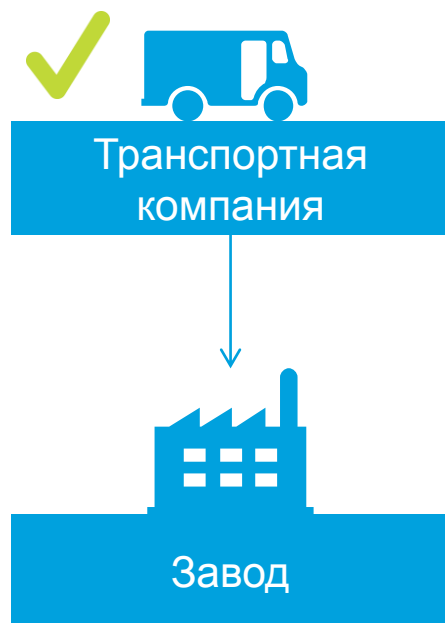 Транспортная
компания
Завод